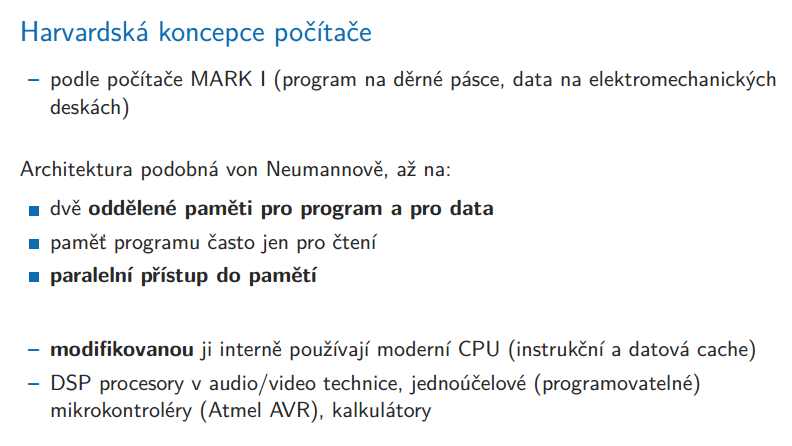 Harvardská koncepce počítače
– podle počítače MARK I (program na děrné pásce, data na elektromechanických
deskách)
Architektura podobná von Neumannově, až na:
■ dvě oddělené paměti pro program a pro data
■ paměť programu často jen pro čtení
■ paralelní přístup do pamětí
– modifikovanou ji interně používají moderní CPU (instrukční a datová cache)
– DSP procesory v audio/video technice, jednoúčelové (programovatelné)
mikrokontroléry (Atmel AVR), kalkulátory